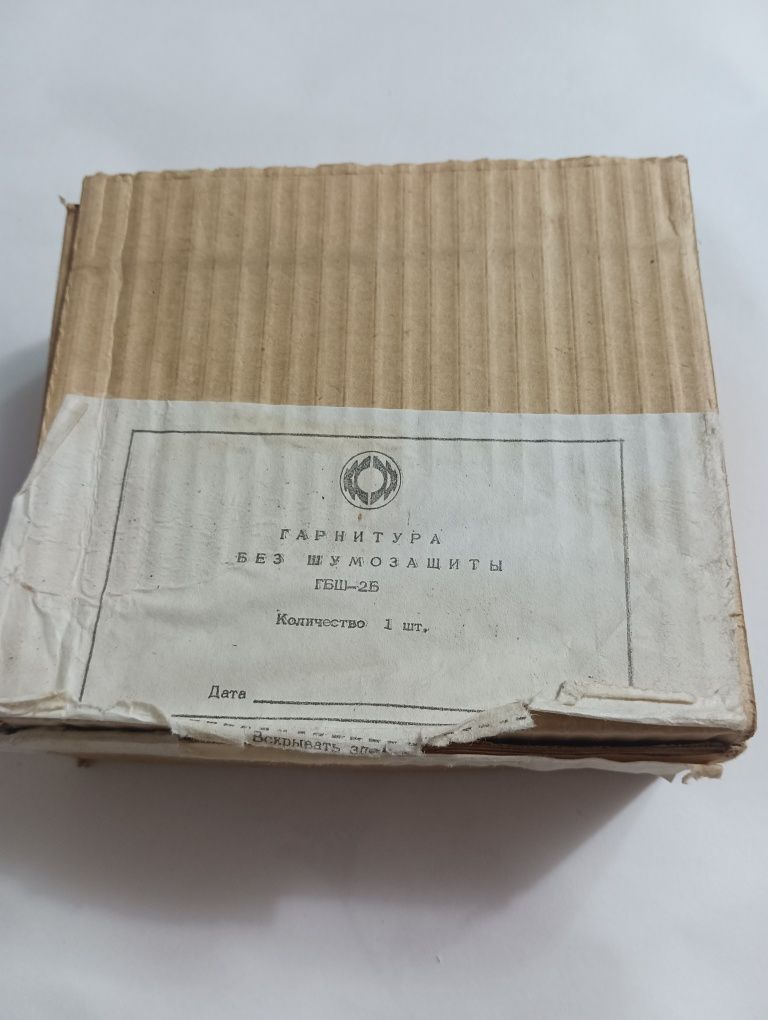 ГАРНИТУРА
БЕЗ ШУМОЗАЩИТЫ
ГБШ-2Б
Количество 1 шт.
Дата
Вскрывать